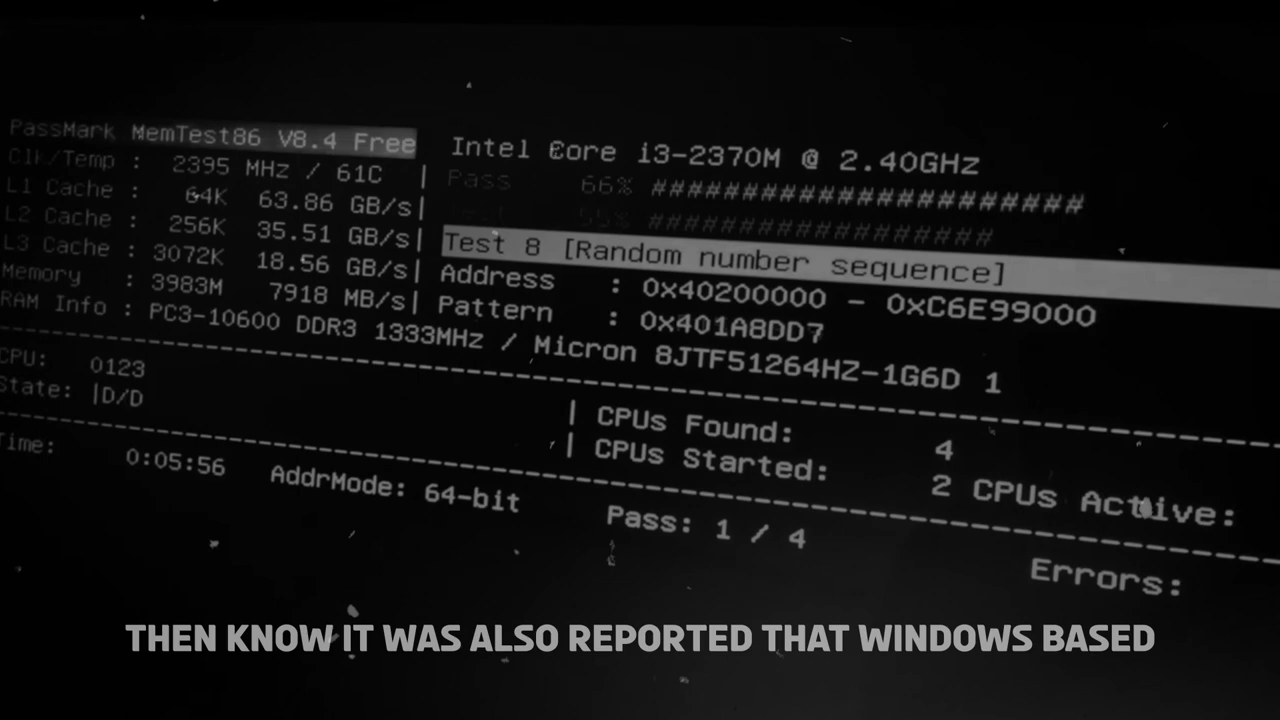 PassMark MemTest86 V8.4 Free
Intel Core i3-2370M @ 2.40GHz
Clk/Temp : 2395 MHz / 61C |
Pass 66% ########################
L1 Cache : 64K 63.86 GB/s|
Test 55% ###################
L2 Cache : 256K 35.51 GB/s|
Test 8 [Random number sequence]
L3 Cache : 3072K 18.56 GB/s|
Address : 0x40200000 - 0xC6E99000
Memory : 3983M 7918 MB/s|
Pattern : 0x401A8DD7
RAM Info : PC3-10600 DDR3 1333MHz / Micron 8JTF51264HZ-1G6D 1
CPU: 0123
| CPUs Found: 4
State: |D/D
| CPUs Started: 2 CPUs Active:
Time: 0:05:56 AddrMode: 64-bit Pass: 1 / 4 Errors:
THEN KNOW IT WAS ALSO REPORTED THAT WINDOWS BASED